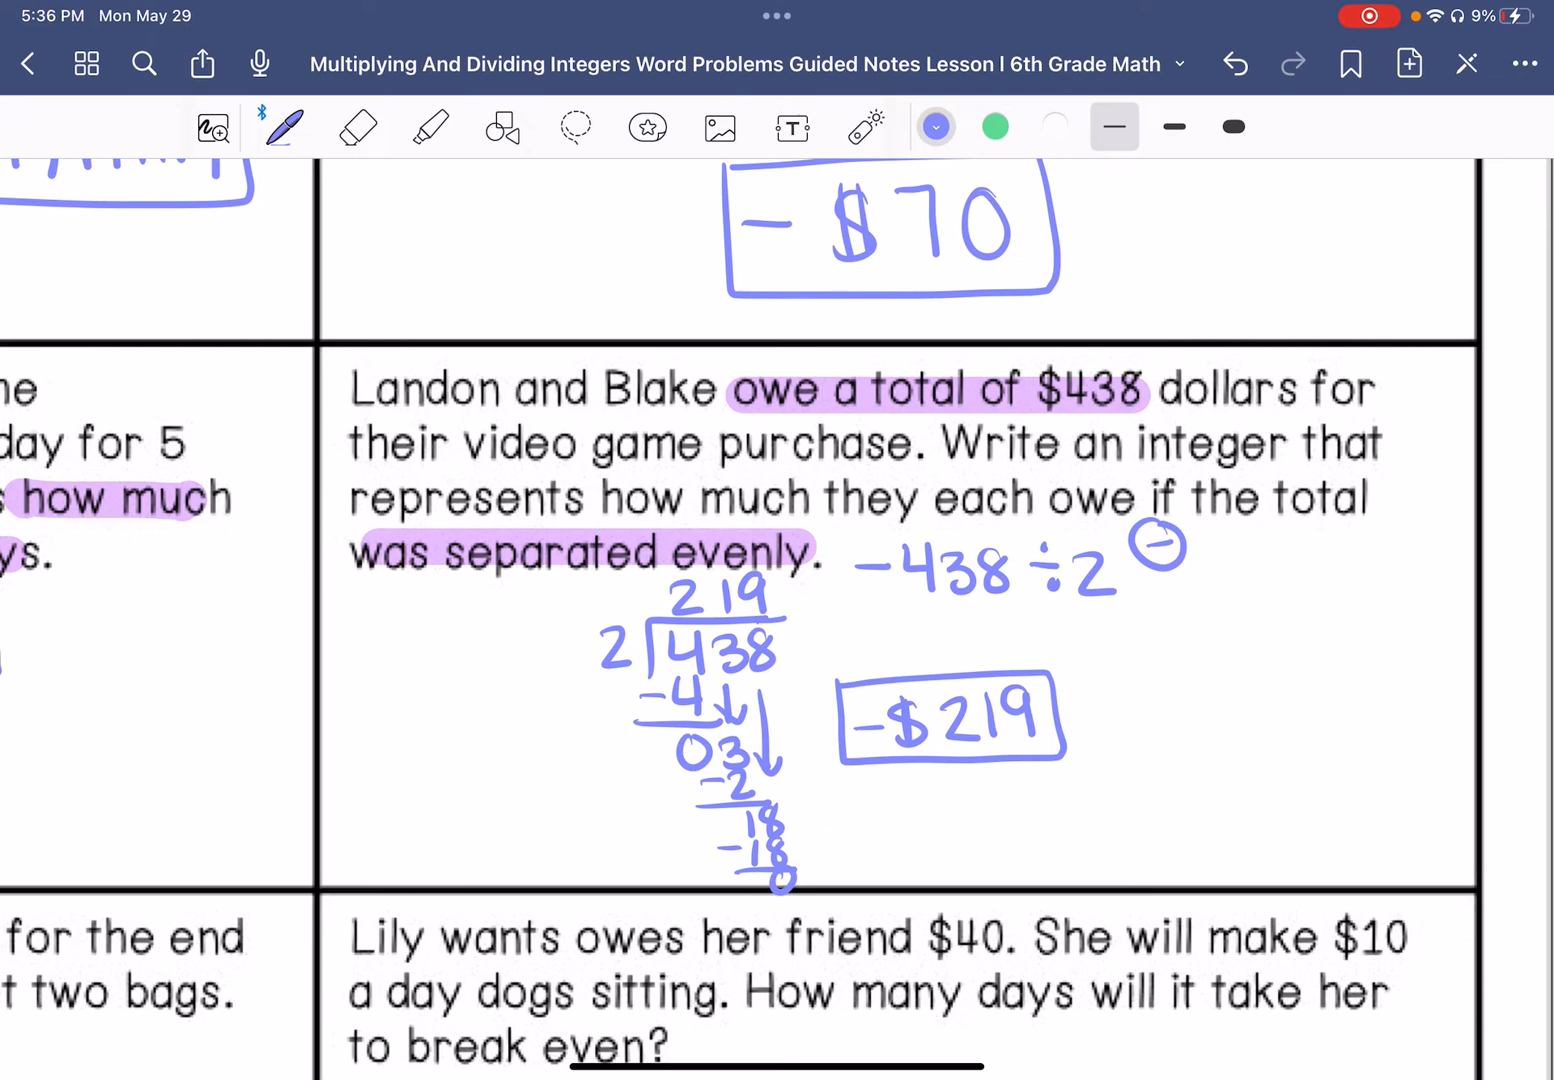 5:36 PM Mon May 29
9%
Multiplying And Dividing Integers Word Problems Guided Notes Lesson | 6th Grade Math
T
- $70
day for 5
how much
Landon and Blake owe a total of $438 dollars for
their video game purchase. Write an integer that
represents how much they each owe if the total
was separated evenly.
-438 ÷ 2 -
219
2 438
-4
03
-2
18
-18
0
-$219
for the end
two bags.
Lily wants owes her friend $40. She will make $10
a day dogs sitting. How many days will it take her
to break even?